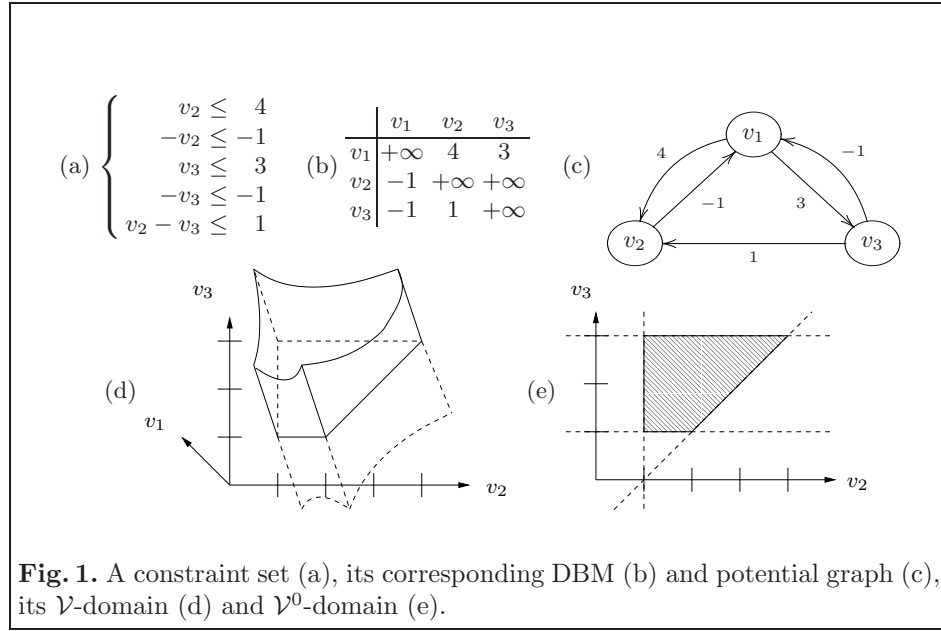 (a)
v₂ ≤ 4
−v₂ ≤ −1
v₃ ≤ 3
−v₃ ≤ −1
v₂ − v₃ ≤ 1
(b)
v₁ v₂ v₃
v₁ +∞ 4 3
v₂ −1 +∞ +∞
v₃ −1 1 +∞
(c)
v₁
4
−1
−1
3
v₂
v₃
1
(d)
v₃
v₁
v₂
(e)
v₃
v₂
Fig. 1. A constraint set (a), its corresponding DBM (b) and potential graph (c),
its 𝒱-domain (d) and 𝒱⁰-domain (e).